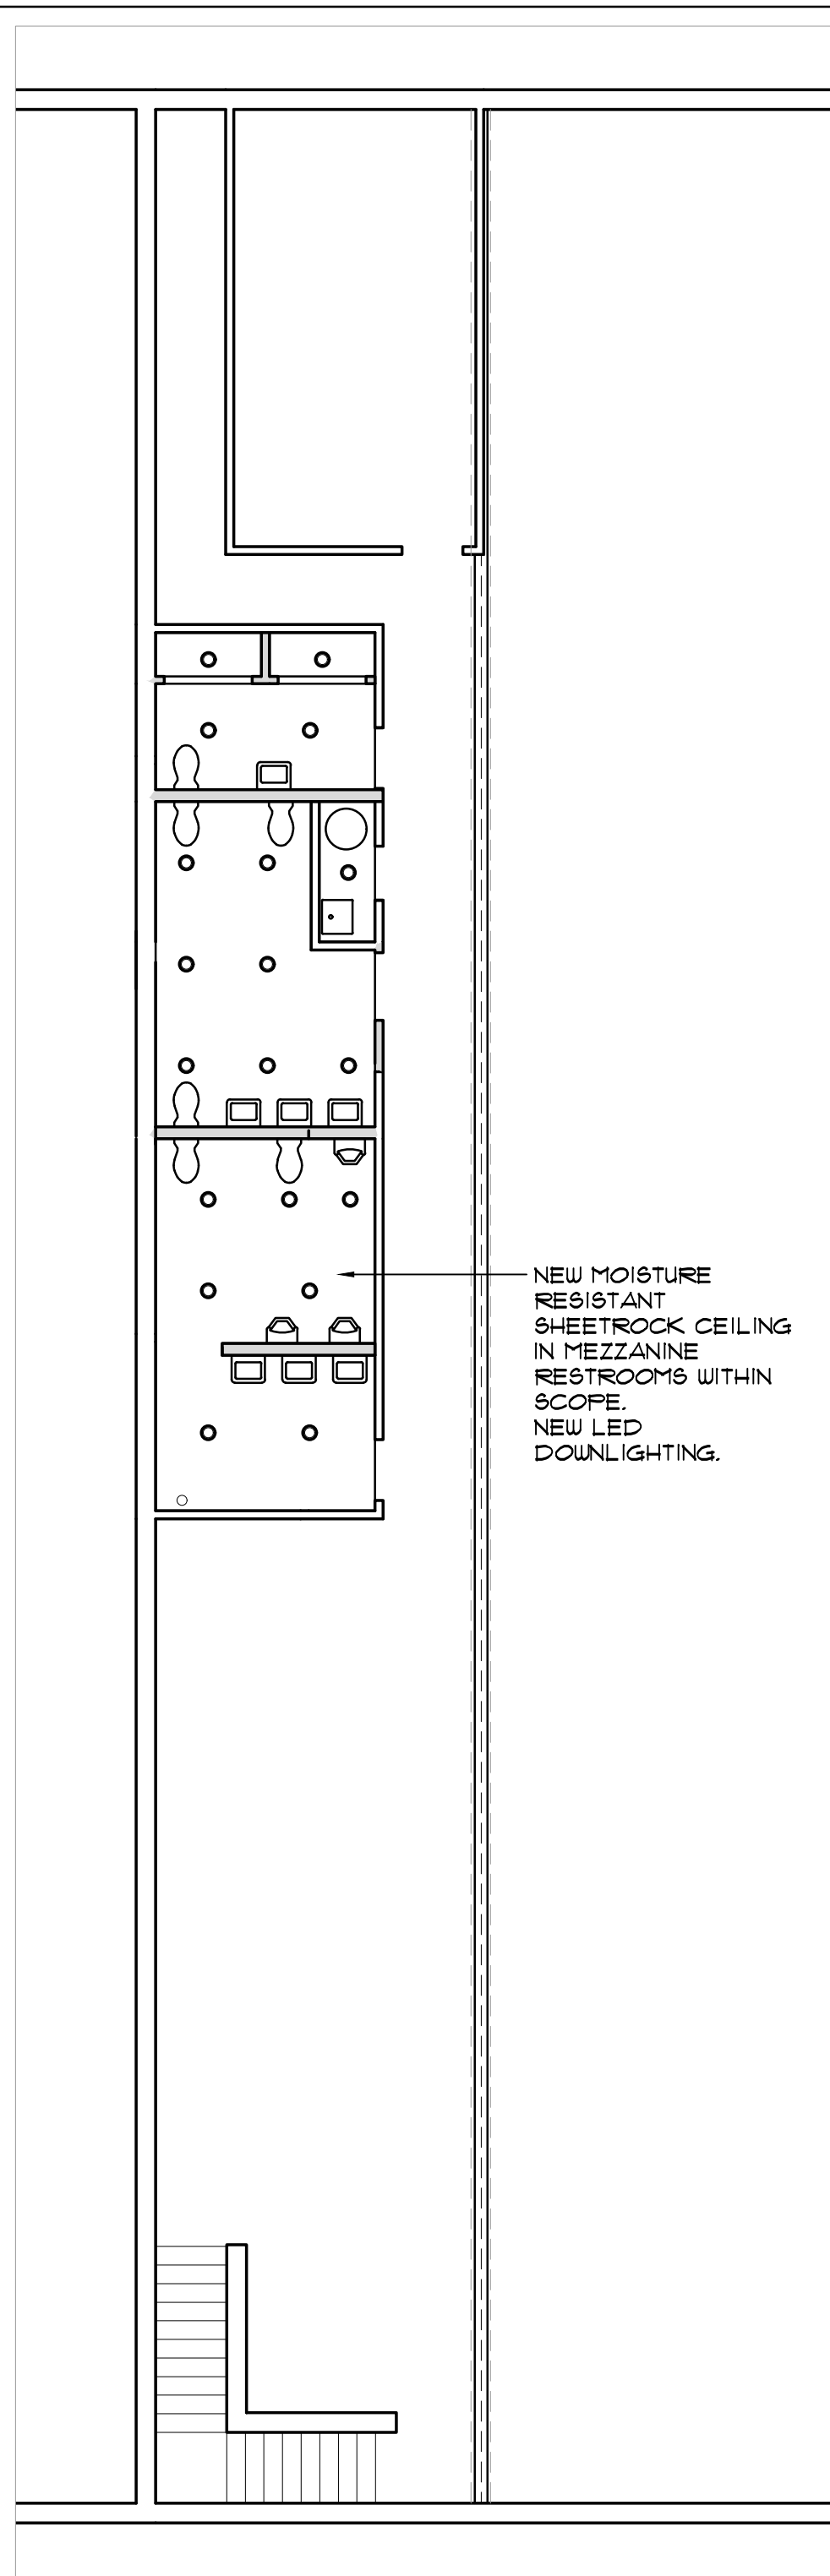 NEW MOISTURE
RESISTANT
SHEETROCK CEILING
IN MEZZANINE
RESTROOMS WITHIN
SCOPE.
NEW LED
DOWNLIGHTING.